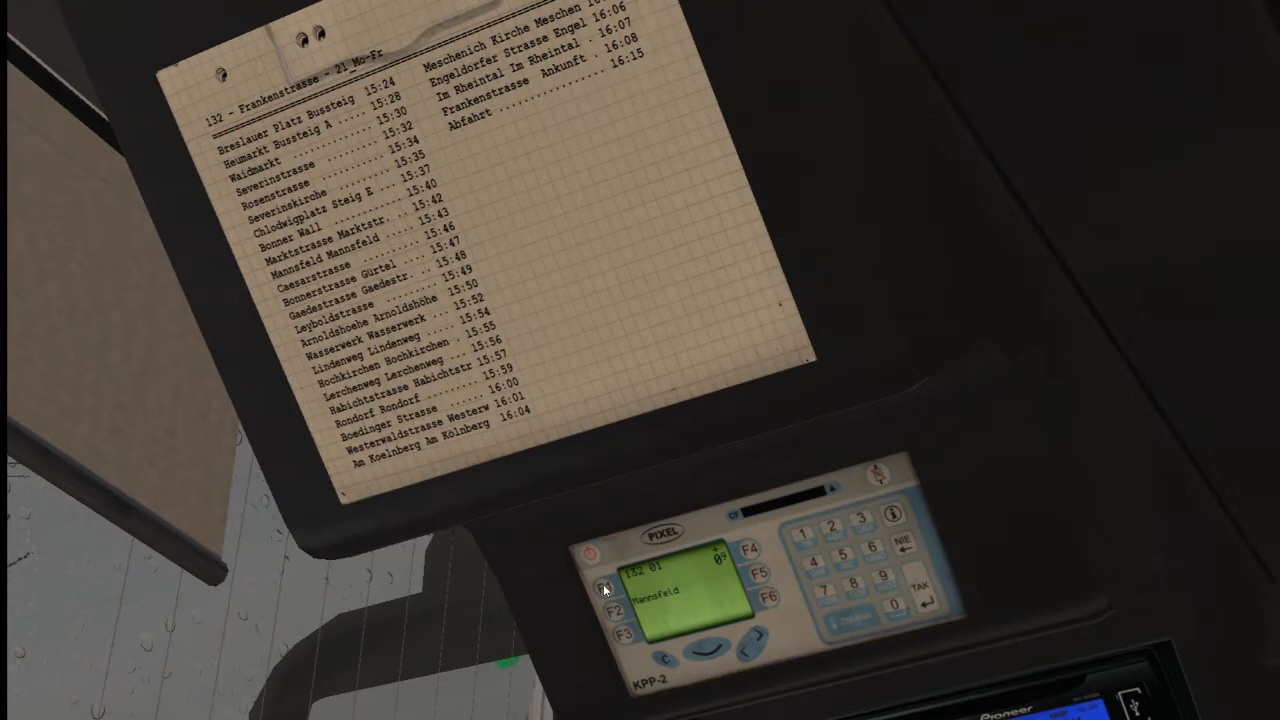 132 - Frankenstrasse - 21_Mo-Fr
Breslauer Platz Bussteig 15:24
Heumarkt Bussteig A ..... 15:28
Waidmarkt ............... 15:30
Severinstrasse .......... 15:32
Rosenstrasse ............ 15:34
Severinskirche .......... 15:35
Chlodwigplatz Steig E ... 15:37
Bonner Wall ............. 15:40
Marktstrasse Marktstr. .. 15:42
Mannsfeld Mannsfeld ..... 15:43
Caesarstrasse ........... 15:46
Bonnerstrasse Gürtel .... 15:47
Gaedestrasse Gaedestr. .. 15:48
Leyboldstrasse .......... 15:49
Arnoldshoehe Arnoldshöhe 15:50
Wasserwerk Wasserwerk ... 15:52
Lindenweg Lindenweg ..... 15:54
Hochkirchen Hochkirchen . 15:55
Lerchenweg Lerchenweg ... 15:56
Habichtstrasse Habichtstr 15:57
Rondorf Rondorf ......... 15:59
Boedinger Strasse ....... 16:00
Westerwaldstrasse Westerw 16:01
Am Koelnberg Am Kölnberg 16:04
Meschenich Kirche Meschen
Engeldorfer Strasse Engel 16:06
Im Rheintal Im Rheintal . 16:07
Frankenstrasse Ankunft . 16:08
Abfahrt ................. 16:15
PIXEL
CF
132 01 09
Mannsfeld
F2
F3
F4
F5
F6
1 2 3
4 5 6 NIE
7 8 9
0 TAK
C
KPP-2
Pioneer